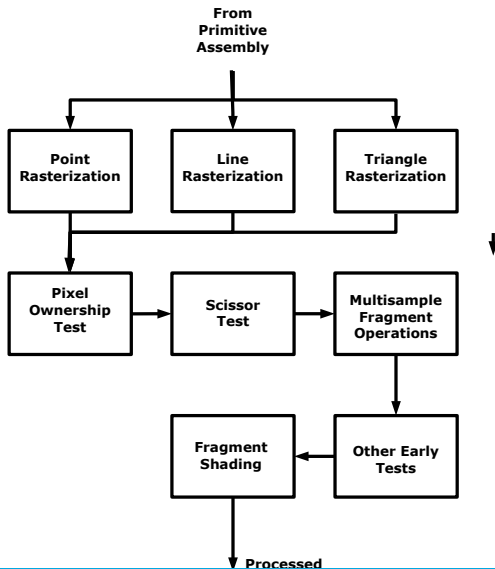 From
Primitive
Assembly
Point
Rasterization
Line
Rasterization
Triangle
Rasterization
Pixel
Ownership
Test
Scissor
Test
Multisample
Fragment
Operations
Fragment
Shading
Other Early
Tests
Processed